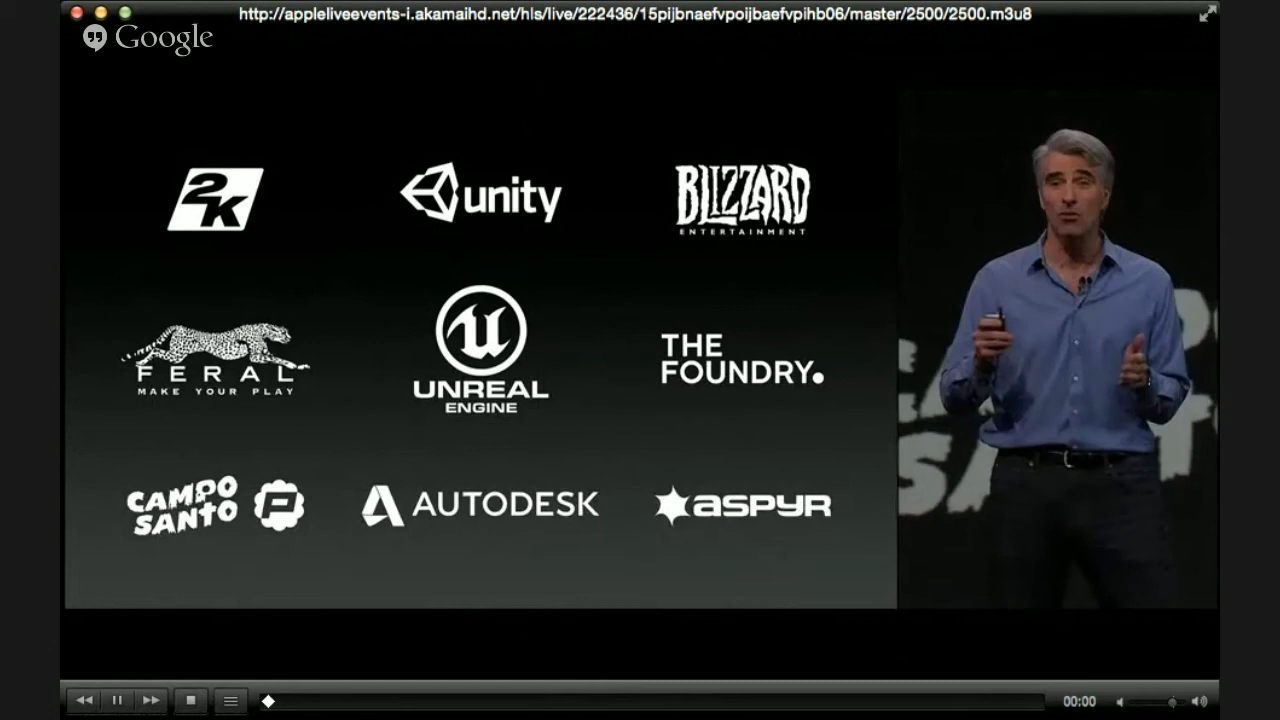 http://appleliveevents-i.akamaihd.net/hls/live/222436/15pijbnaefvpoijbaefvpihb06/master/2500/2500.m3u8
Google
2K
unity
BLIZZARD
ENTERTAINMENT
FERAL
MAKE YOUR PLAY
UNREAL
ENGINE
THE
FOUNDRY.
CAMPO
SANTO
P
AUTODESK
ASPYR
00:00